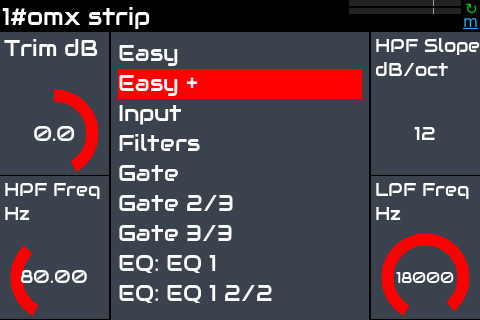 1#omx strip
m
Trim dB
0.0
HPF Freq
Hz
80.00
Easy
Easy +
Input
Filters
Gate
Gate 2/3
Gate 3/3
EQ: EQ 1
EQ: EQ 1 2/2
HPF Slope
dB/oct
12
LPF Freq
Hz
18000